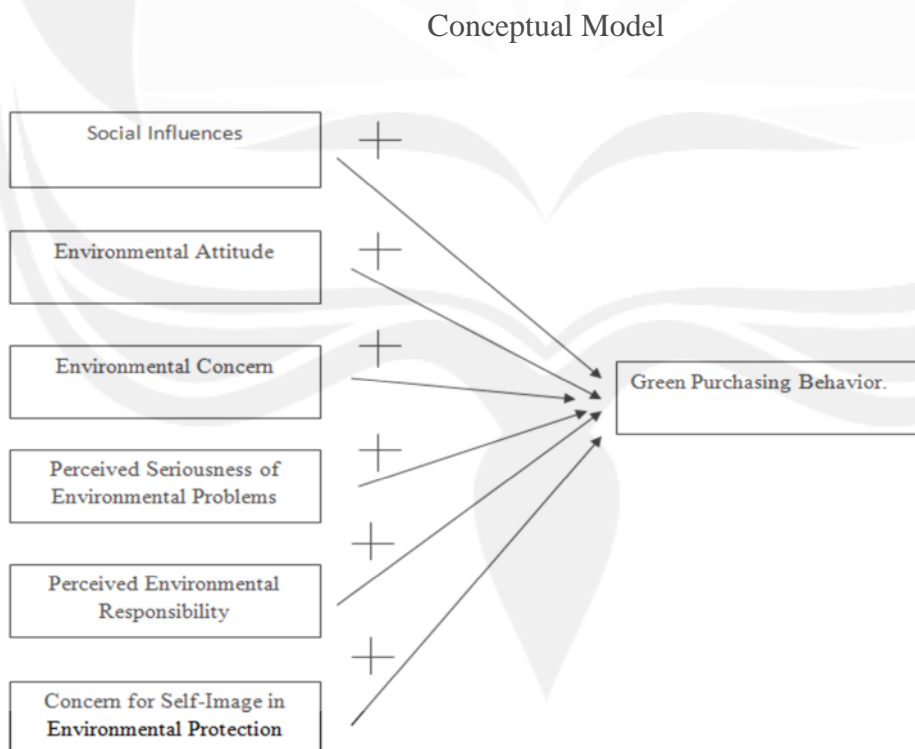 Conceptual Model
Social Influences
+
Environmental Attitude
+
Environmental Concern
+
Green Purchasing Behavior.
Perceived Seriousness of
Environmental Problems
+
Perceived Environmental
Responsibility
+
Concern for Self-Image in
Environmental Protection
+